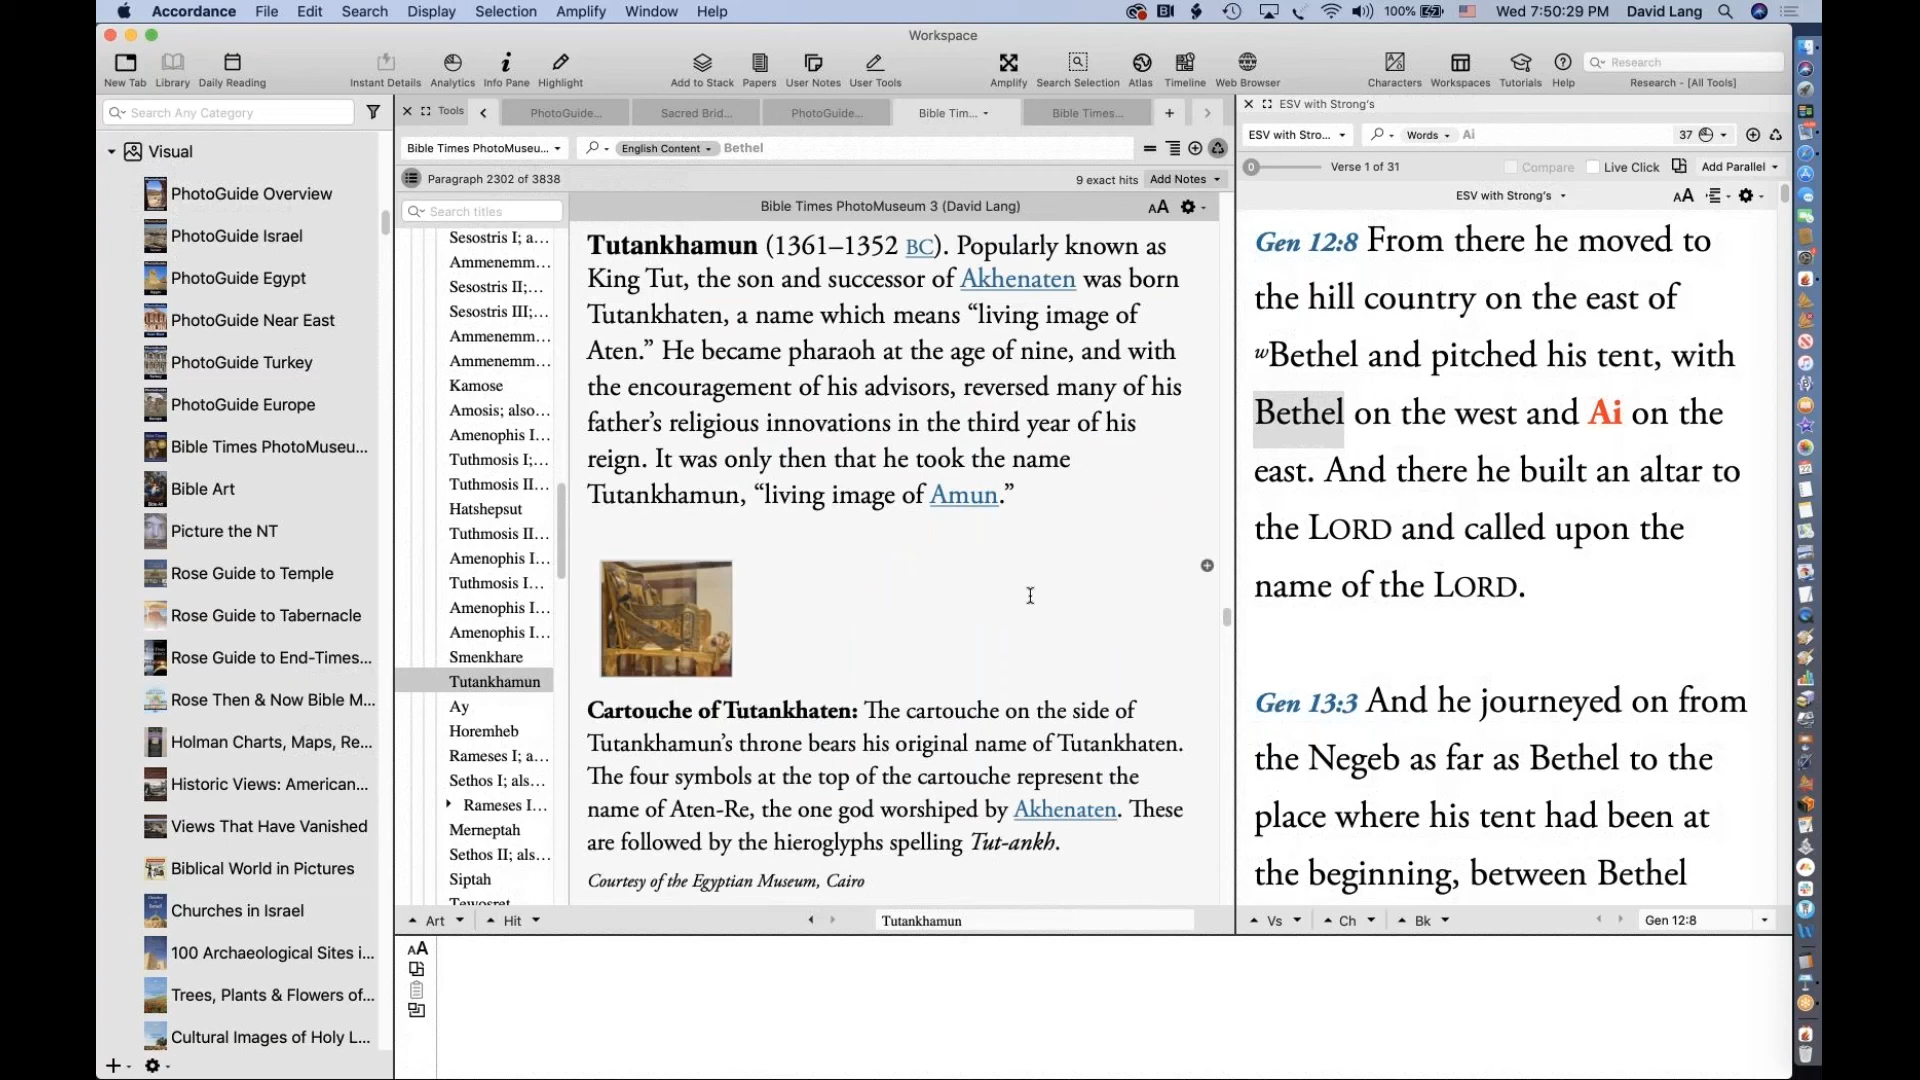 Accordance File Edit Search Display Selection Amplify Window Help
100% Wed 7:50:29 PM David Lang
Workspace
New Tab Library Daily Reading Instant Details Analytics Info Pane Highlight Add to Stack Papers User Notes User Tools Amplify Search Selection Atlas Timeline Web Browser Characters Workspaces Tutorials Help
Research
Research - [All Tools]
Search Any Category
Visual
PhotoGuide Overview
PhotoGuide Israel
PhotoGuide Egypt
PhotoGuide Near East
PhotoGuide Turkey
PhotoGuide Europe
Bible Times PhotoMuseu...
Bible Art
Picture the NT
Rose Guide to Temple
Rose Guide to Tabernacle
Rose Guide to End-Times...
Rose Then & Now Bible M...
Holman Charts, Maps, Re...
Historic Views: American...
Views That Have Vanished
Biblical World in Pictures
Churches in Israel
100 Archaeological Sites i...
Trees, Plants & Flowers of...
Cultural Images of Holy L...
Tools PhotoGuide... Sacred Brid... PhotoGuide... Bible Tim... Bible Times...
Bible Times PhotoMuseu... English Content Bethel
Paragraph 2302 of 3838 9 exact hits Add Notes
Search titles
Sesostris I; a...
Ammenemm...
Sesostris II;...
Sesostris III;...
Ammenemm...
Ammenemm...
Kamose
Amosis; also...
Amenophis I...
Tuthmosis I;...
Tuthmosis II...
Hatshepsut
Tuthmosis II...
Amenophis I...
Tuthmosis I...
Amenophis I...
Amenophis I...
Smenkhare
Tutankhamun
Ay
Horemheb
Rameses I; a...
Sethos I; als...
Rameses I...
Merneptah
Sethos II; als...
Siptah
Tewosret
Bible Times PhotoMuseum 3 (David Lang) AA
Tutankhamun (1361–1352 BC). Popularly known as
King Tut, the son and successor of Akhenaten was born
Tutankhaten, a name which means “living image of
Aten.” He became pharaoh at the age of nine, and with
the encouragement of his advisors, reversed many of his
father’s religious innovations in the third year of his
reign. It was only then that he took the name
Tutankhamun, “living image of Amun.”
Cartouche of Tutankhaten: The cartouche on the side of
Tutankhamun’s throne bears his original name of Tutankhaten.
The four symbols at the top of the cartouche represent the
name of Aten-Re, the one god worshiped by Akhenaten. These
are followed by the hieroglyphs spelling Tut-ankh.
Courtesy of the Egyptian Museum, Cairo
Art Hit Tutankhamun
AA
ESV with Strong's
ESV with Stro... Words Ai 37
0 Verse 1 of 31 Compare Live Click Add Parallel
ESV with Strong's AA
Gen 12:8 From there he moved to
the hill country on the east of
wBethel and pitched his tent, with
Bethel on the west and Ai on the
east. And there he built an altar to
the LORD and called upon the
name of the LORD.
Gen 13:3 And he journeyed on from
the Negeb as far as Bethel to the
place where his tent had been at
the beginning, between Bethel
Vs Ch Bk Gen 12:8